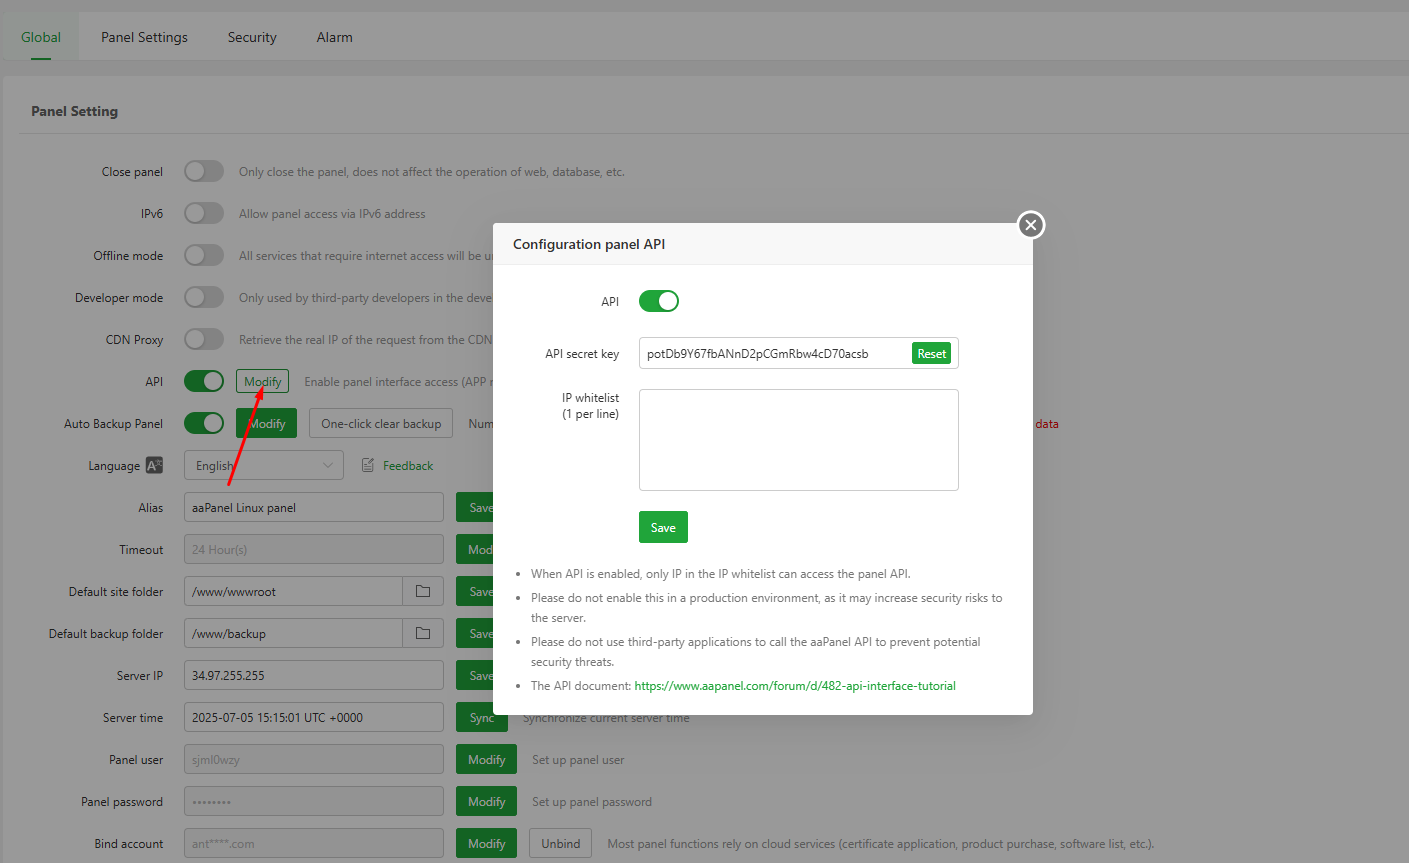 Global Panel Settings Security Alarm
Panel Setting
Close panel Only close the panel, does not affect the operation of web, database, etc.
IPv6 Allow panel access via IPv6 address
Offline mode All services that require internet access will be
Developer mode Only used by third-party developers in the
CDN Proxy Retrieve the real IP of the request from the CDN
API Modify Enable panel interface access (APP
Auto Backup Panel Modify One-click clear backup Num data
Language English Feedback
Alias aaPanel Linux panel Save
Timeout 24 Hour(s) Mod
Default site folder /www/wwwroot Save
Default backup folder /www/backup Save
Server IP 34.97.255.255 Save
Server time 2025-07-05 15:15:01 UTC +0000 Sync Synchronize current server time
Panel user sjml0wzy Modify Set up panel user
Panel password •••••••• Modify Set up panel password
Bind account ant****.com Modify Unbind Most panel functions rely on cloud services (certificate application, product purchase, software list, etc.).
Configuration panel API
API
API secret key potDb9Y67fbANnD2pCGmRbw4cD70acsb Reset
IP whitelist
(1 per line)
Save
• When API is enabled, only IP in the IP whitelist can access the panel API.
• Please do not enable this in a production environment, as it may increase security risks to
the server.
• Please do not use third-party applications to call the aaPanel API to prevent potential
security threats.
• The API document: https://www.aapanel.com/forum/d/482-api-interface-tutorial